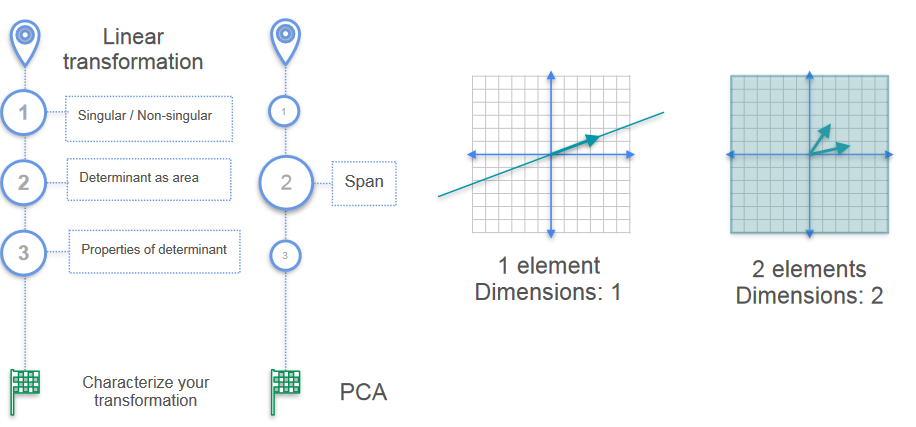 Linear
transformation
1
Singular / Non-singular
2
Determinant as area
3
Properties of determinant
Characterize your
transformation
1
2
Span
3
PCA
1 element
Dimensions: 1
2 elements
Dimensions: 2